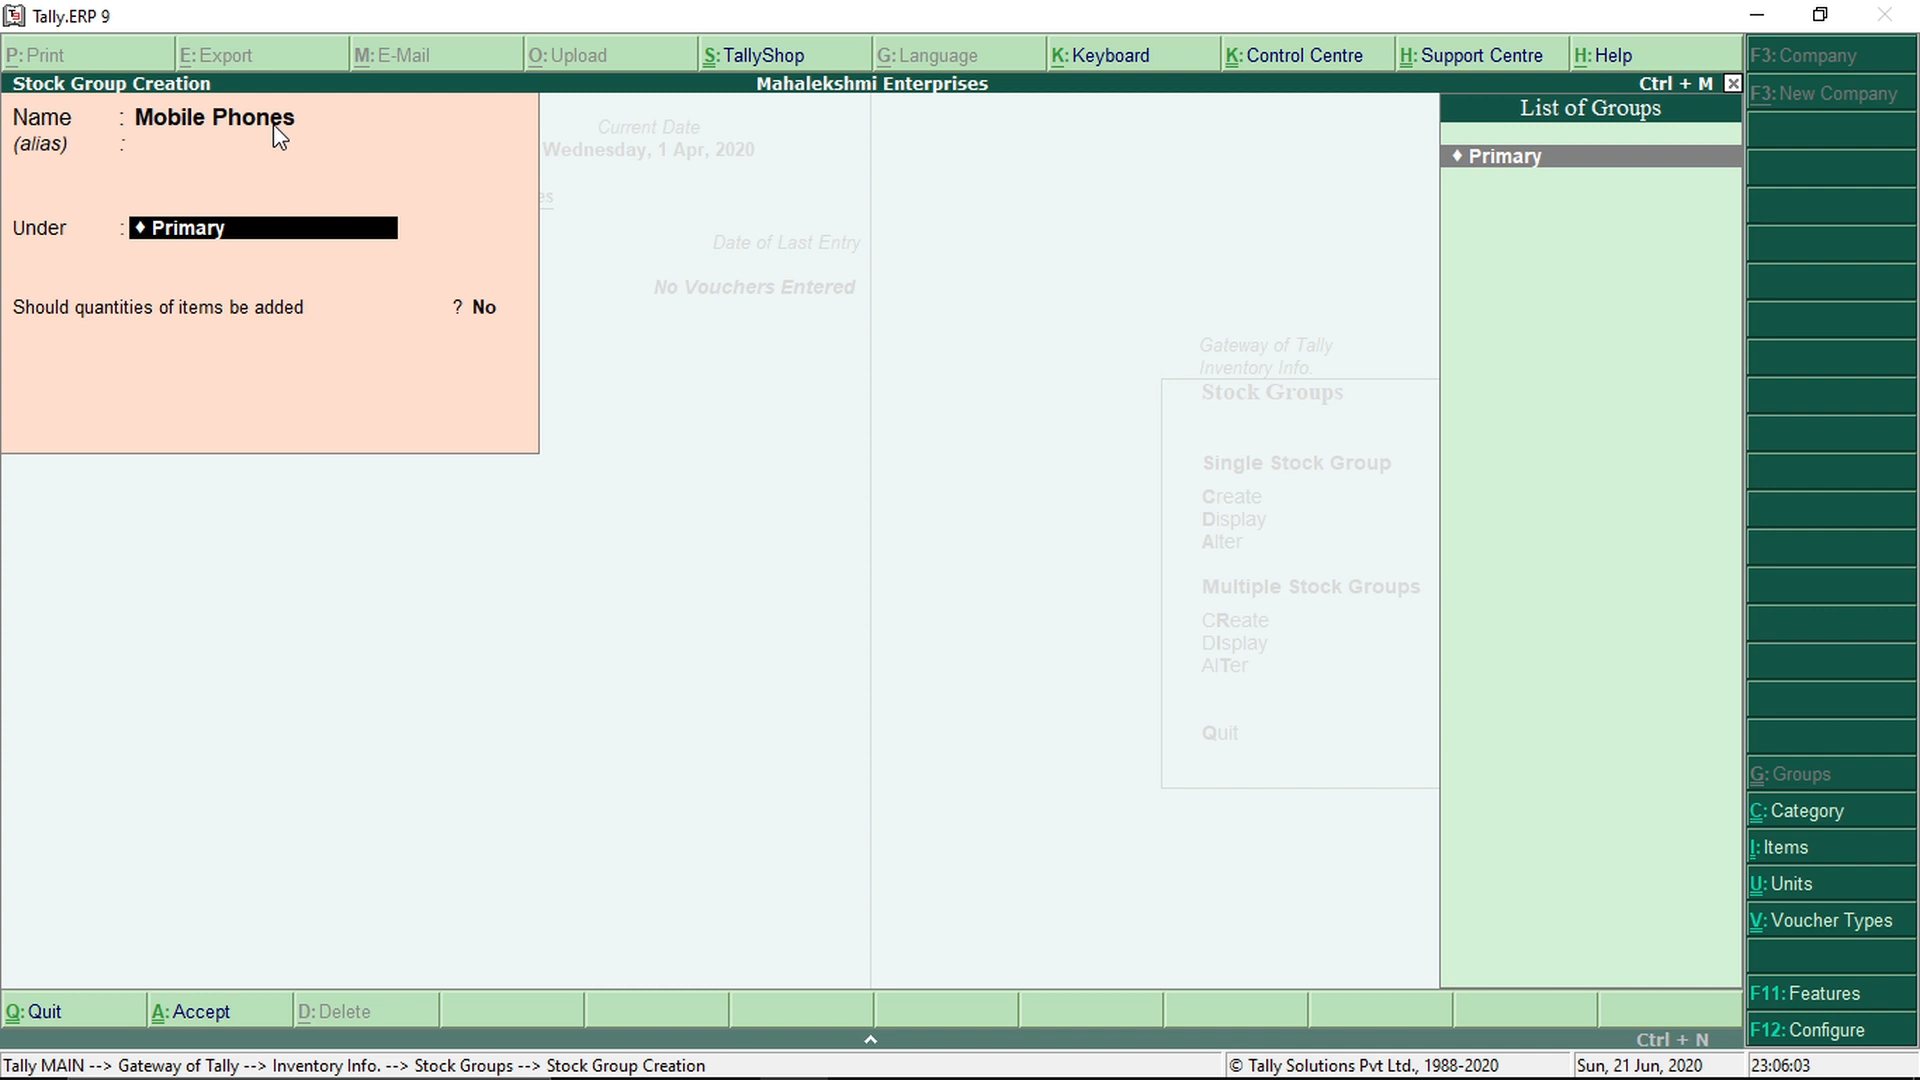 Tally.ERP 9
P: Print
E: Export
M: E-Mail
O: Upload
S: TallyShop
G: Language
K: Keyboard
K: Control Centre
H: Support Centre
H: Help
Stock Group Creation
Mahalekshmi Enterprises
Ctrl + M
Name : Mobile Phones
(alias) :
Under : ♦ Primary
Should quantities of items be added ? No
Current Date
Wednesday, 1 Apr, 2020
es
Date of Last Entry
No Vouchers Entered
Gateway of Tally
Inventory Info.
Stock Groups
Single Stock Group
Create
Display
Alter
Multiple Stock Groups
CReate
DIsplay
AlTer
Quit
List of Groups
♦ Primary
F3: Company
F3: New Company
G: Groups
C: Category
I: Items
U: Units
V: Voucher Types
F11: Features
F12: Configure
Q: Quit
A: Accept
D: Delete
Ctrl + N
Tally MAIN --> Gateway of Tally --> Inventory Info. --> Stock Groups --> Stock Group Creation
© Tally Solutions Pvt Ltd., 1988-2020
Sun, 21 Jun, 2020
23:06:03